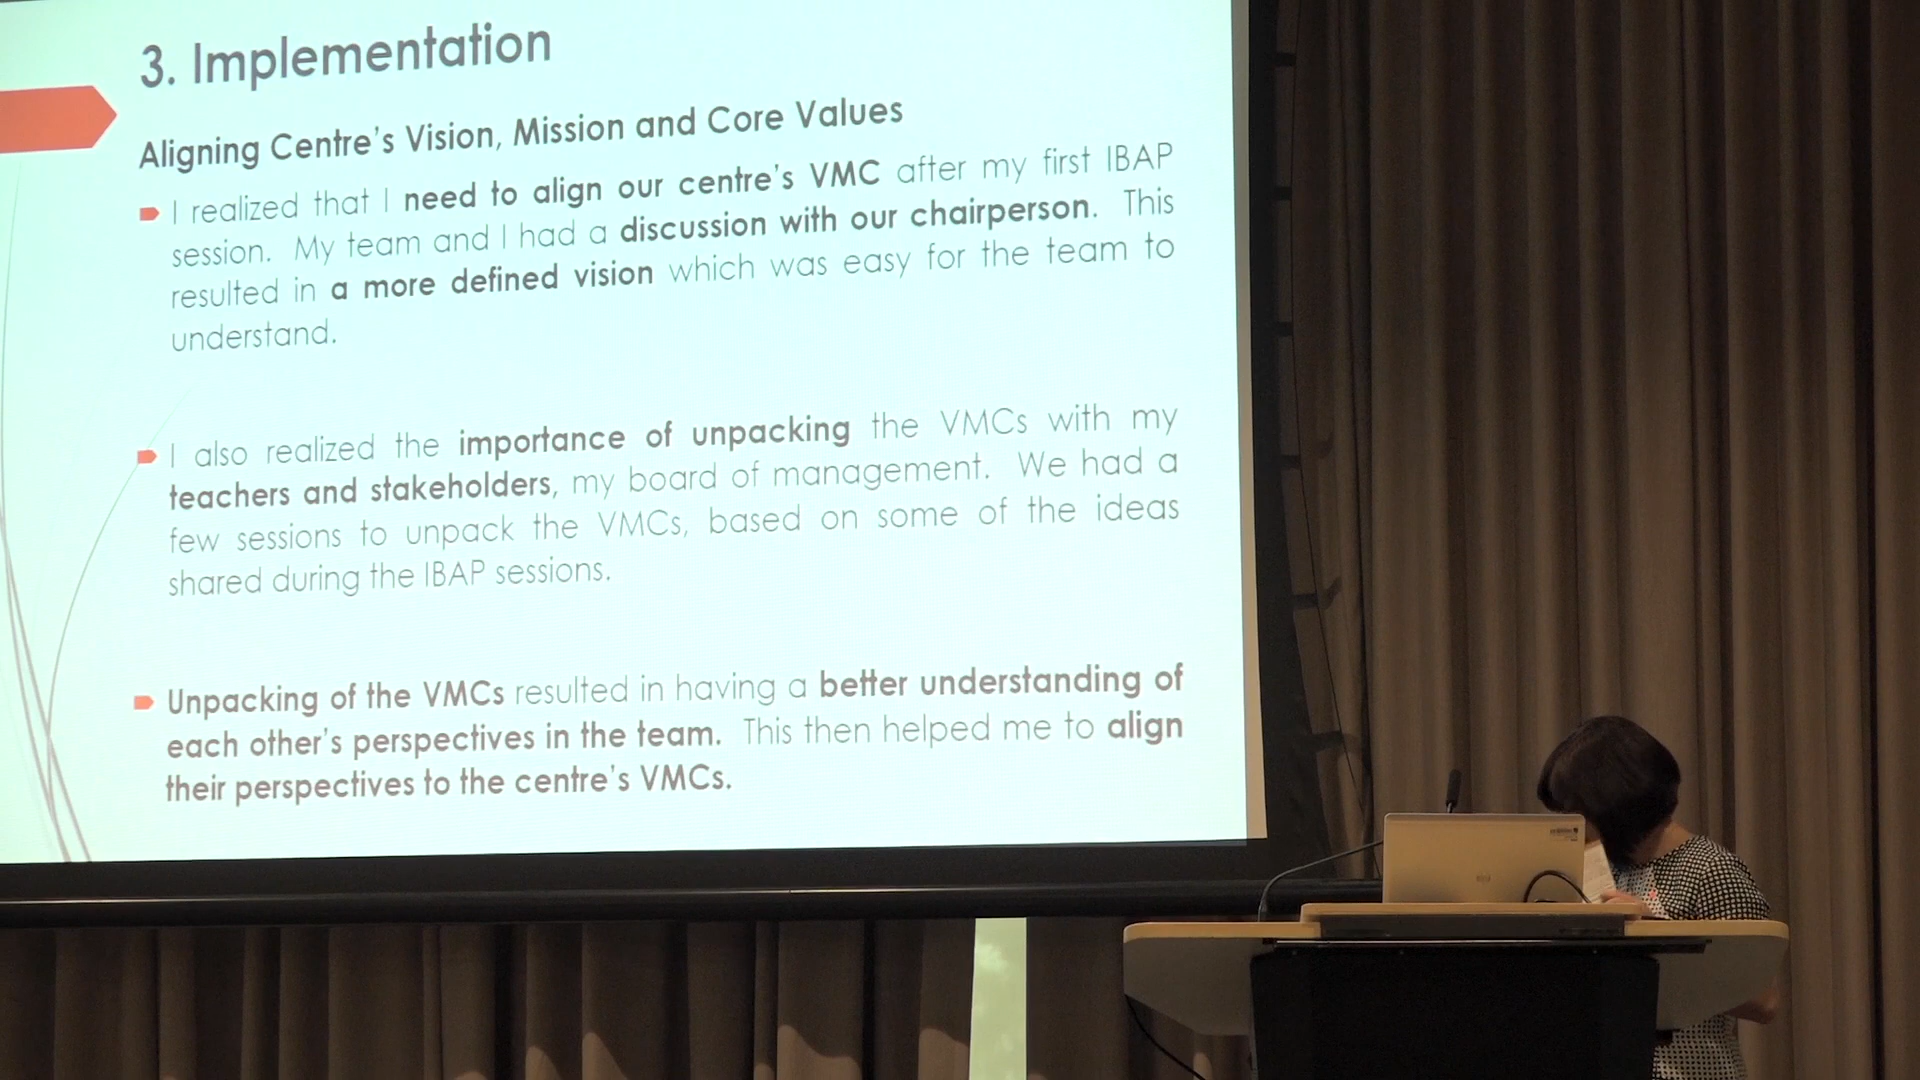 3. Implementation
Aligning Centre's Vision, Mission and Core Values
I realized that I need to align our centre's VMC after my first IBAP
session. My team and I had a discussion with our chairperson. This
resulted in a more defined vision which was easy for the team to
understand.
I also realized the importance of unpacking the VMCs with my
teachers and stakeholders, my board of management. We had a
few sessions to unpack the VMCs, based on some of the ideas
shared during the IBAP sessions.
Unpacking of the VMCs resulted in having a better understanding of
each other's perspectives in the team. This then helped me to align
their perspectives to the centre's VMCs.